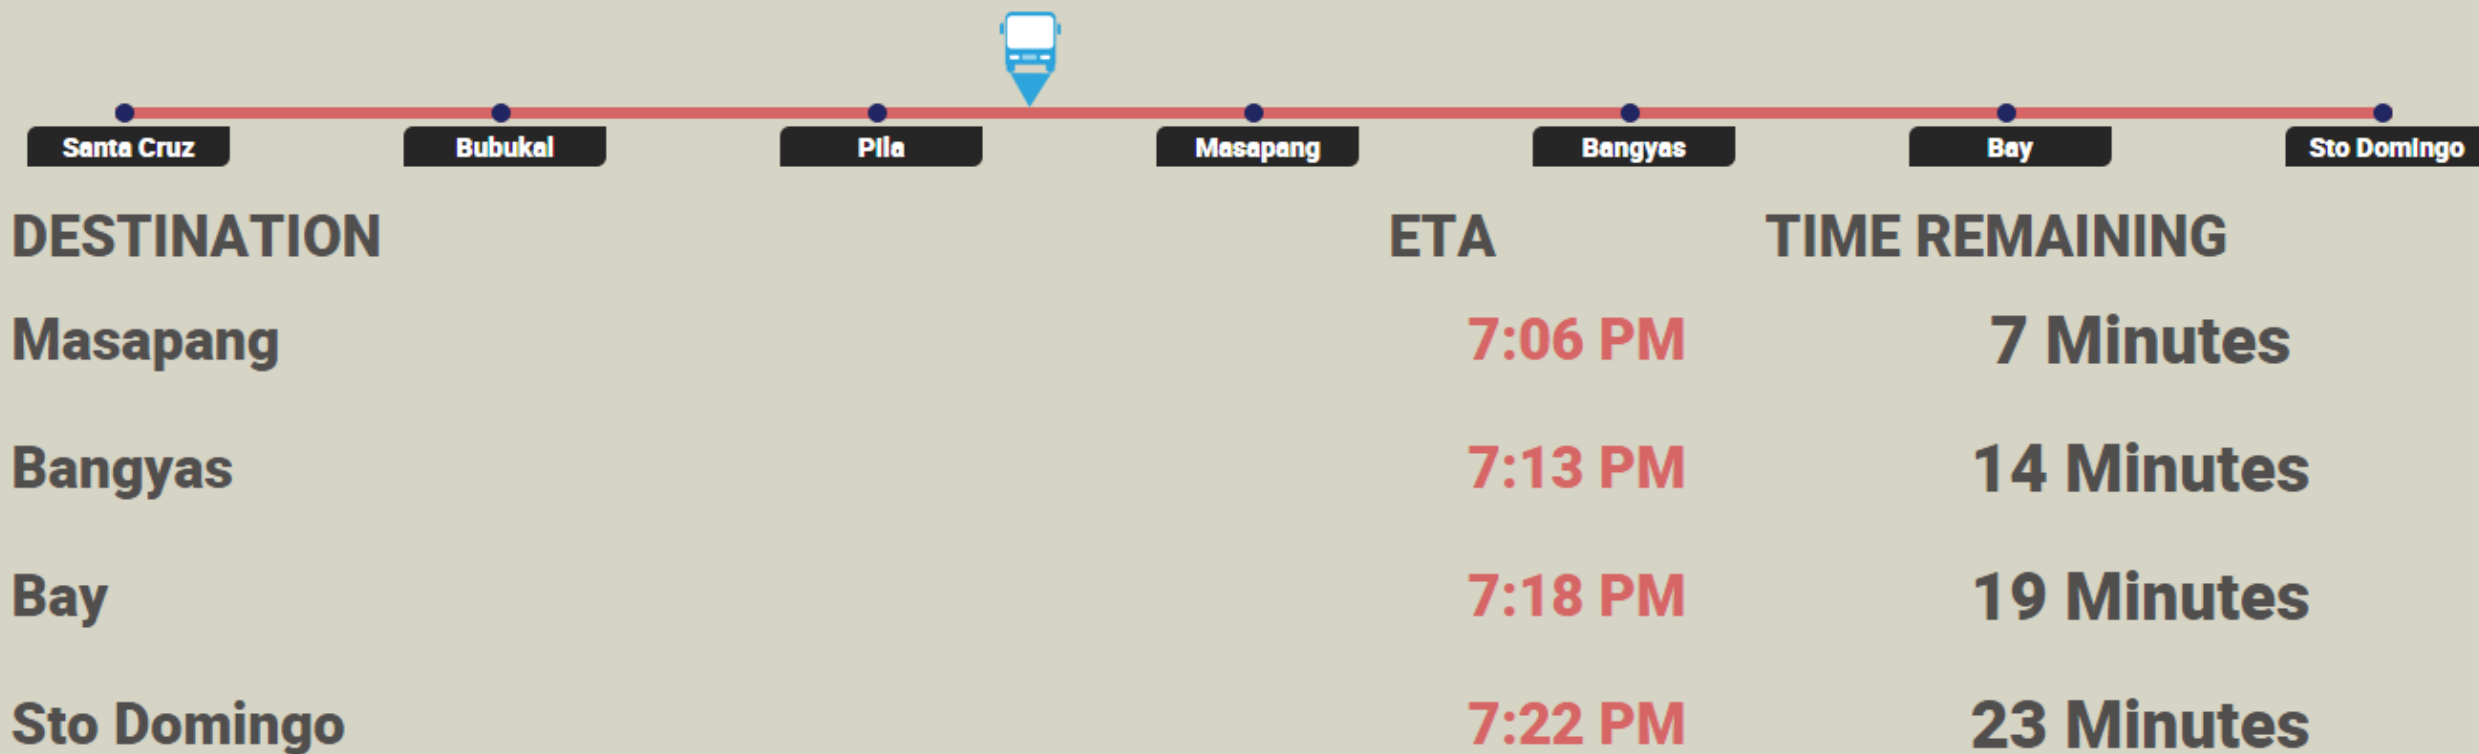 Santa Cruz Bubukal Pila Masapang Bangyas Bay Sto Domingo
DESTINATION ETA TIME REMAINING
Masapang 7:06 PM 7 Minutes
Bangyas 7:13 PM 14 Minutes
Bay 7:18 PM 19 Minutes
Sto Domingo 7:22 PM 23 Minutes